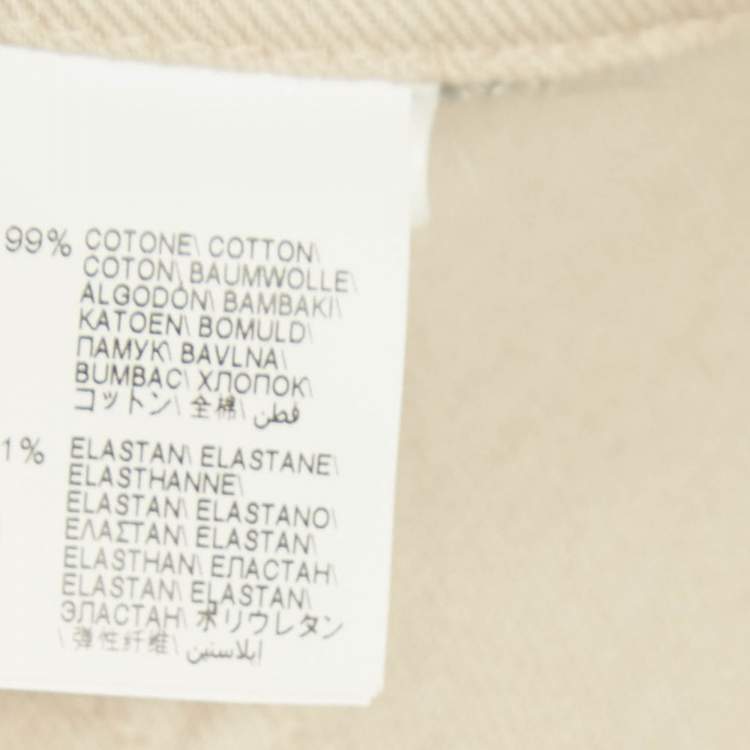 99% COTONE\ COTTON\
COTON\ BAUMWOLLE\
ALGODÒN\ BAMBAKI\
KATOEN\ BOMULD\
ПАМУК\ BAVLNA\
BUMBAC\ ХЛОПОК\
コットン\ 全棉\ قطن
1% ELASTAN\ ELASTANE\
ELASTHANNE\
ELASTAN\ ELASTANO\
ΕΛΑΣΤΑΝ\ ELASTAN\
ELASTHAN\ ЕЛАСТАН\
ELASTAN\ ELASTAN\
ЭЛАСТАН\ ポリウレタン
\ 弹性纤维\ إيلاستين